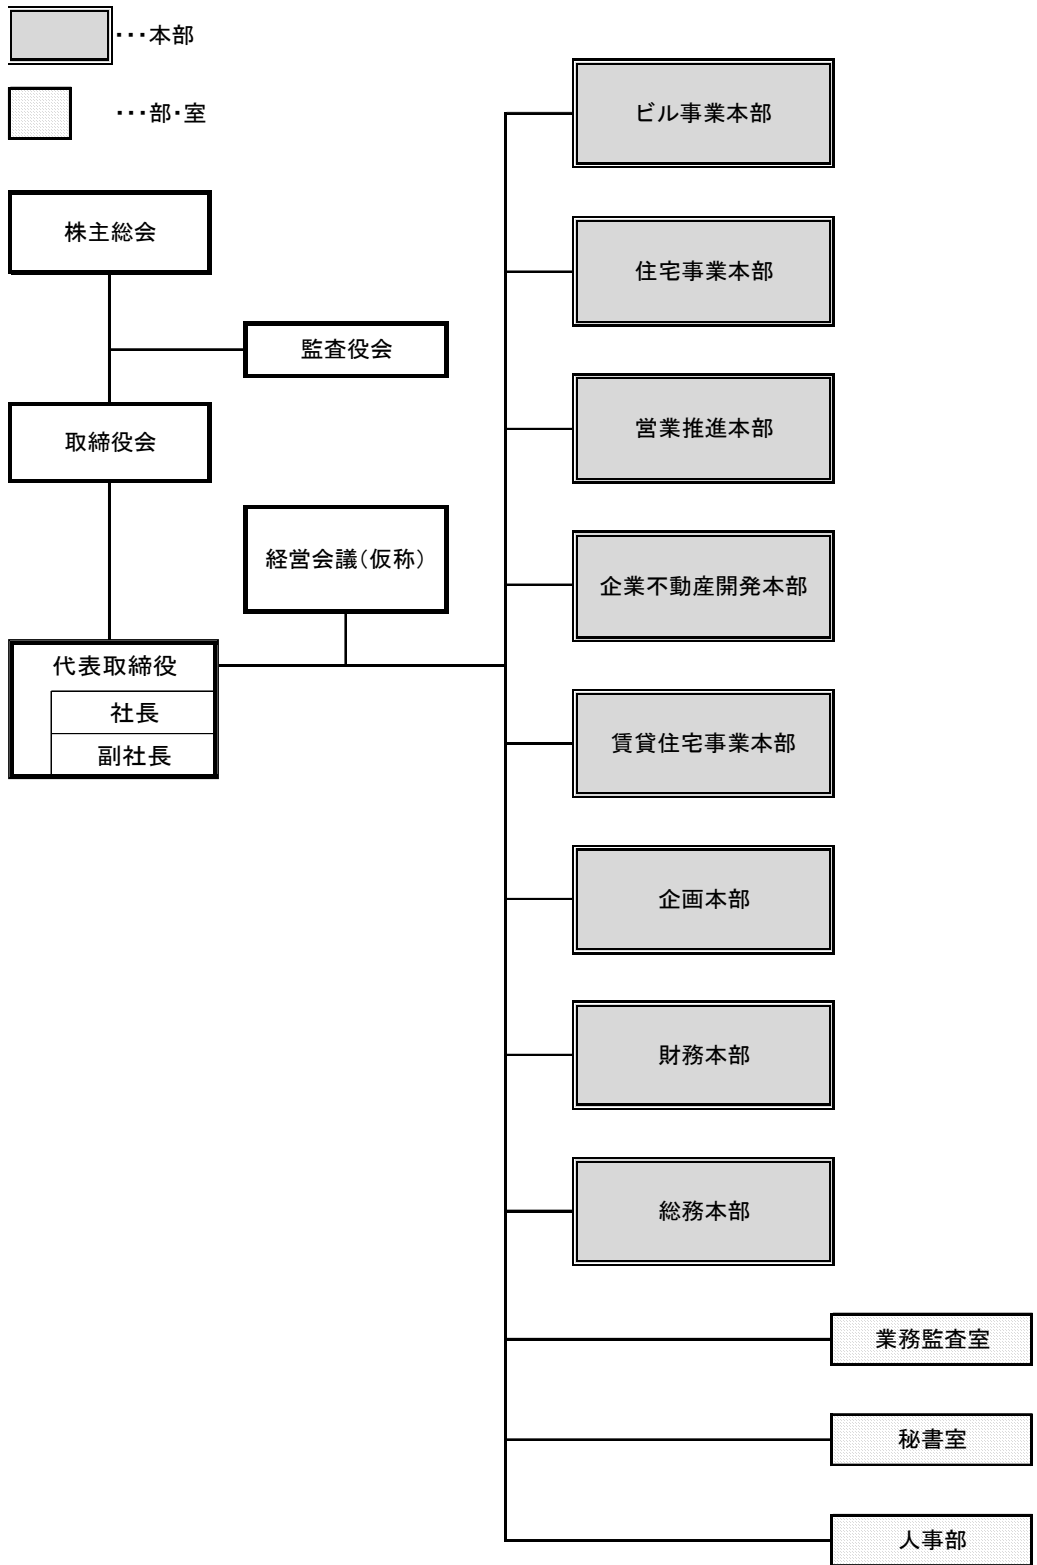 ・・・本部
・・・部・室
株主総会
監査役会
取締役会
経営会議(仮称)
代表取締役
社長
副社長
ビル事業本部
住宅事業本部
営業推進本部
企業不動産開発本部
賃貸住宅事業本部
企画本部
財務本部
総務本部
業務監査室
秘書室
人事部